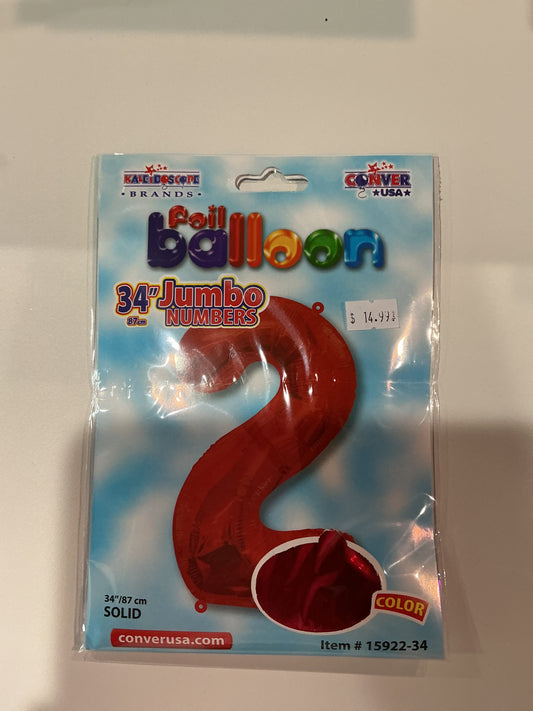 KALEIDOSCOPE
BRANDS
CONVER
USA
foil
balloon
34" Jumbo
87cm NUMBERS
$ 14.99
34"/87 cm
SOLID
COLOR
converusa.com
Item # 15922-34